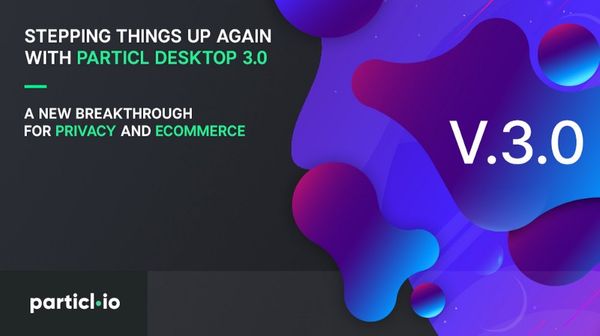 STEPPING THINGS UP AGAIN
WITH PARTICL DESKTOP 3.0
A NEW BREAKTHROUGH
FOR PRIVACY AND ECOMMERCE
V.3.0
particl.io